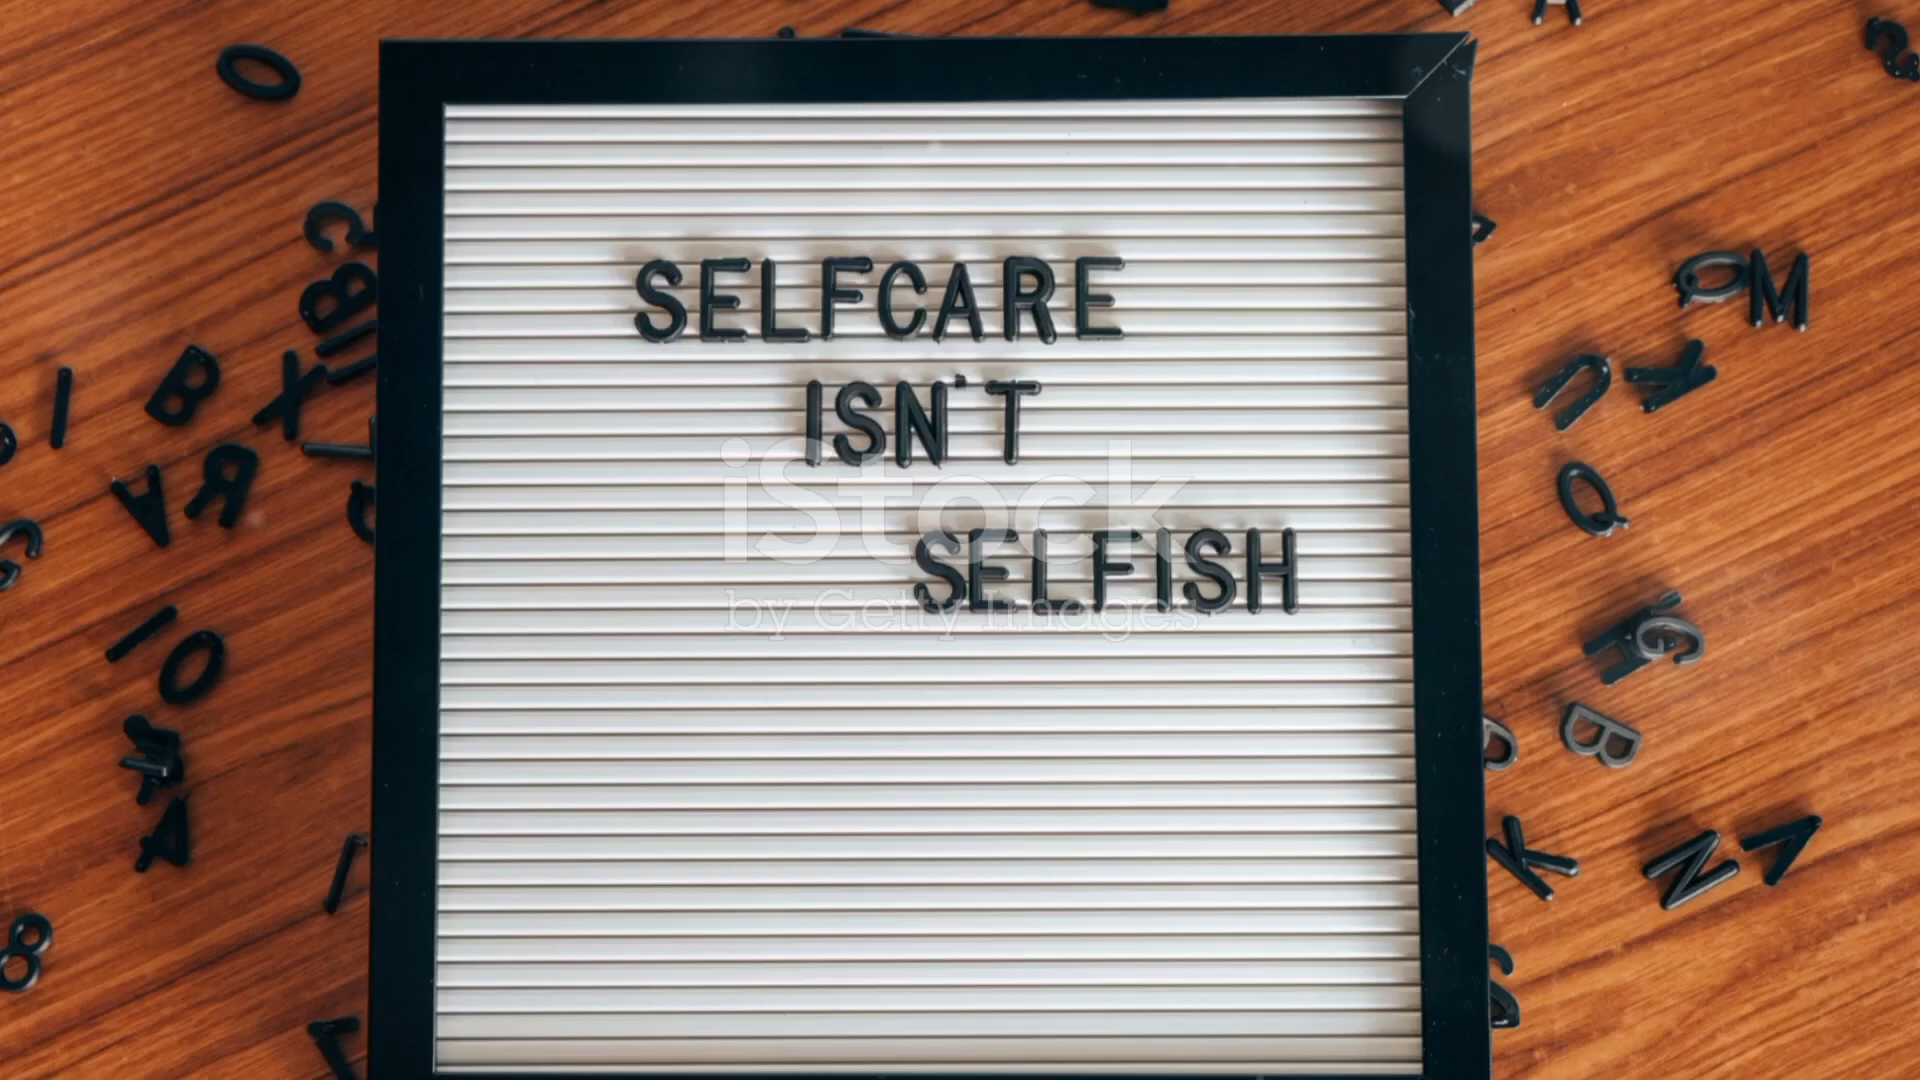 SELFCARE
ISN'T
SELFISH
iStock
by Getty Images